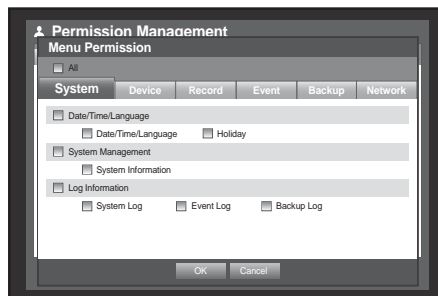 Permission Management
Menu Permission
All
System Device Record Event Backup Network
Date/Time/Language
Date/Time/Language Holiday
System Management
System Information
Log Information
System Log Event Log Backup Log
OK Cancel